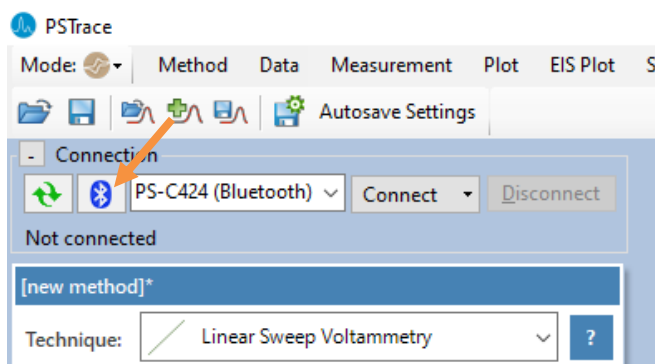 PSTrace
Mode: Method Data Measurement Plot EIS Plot S
Autosave Settings
- Connection
PS-C424 (Bluetooth) Connect Disconnect
Not connected
[new method]*
Technique: Linear Sweep Voltammetry ?